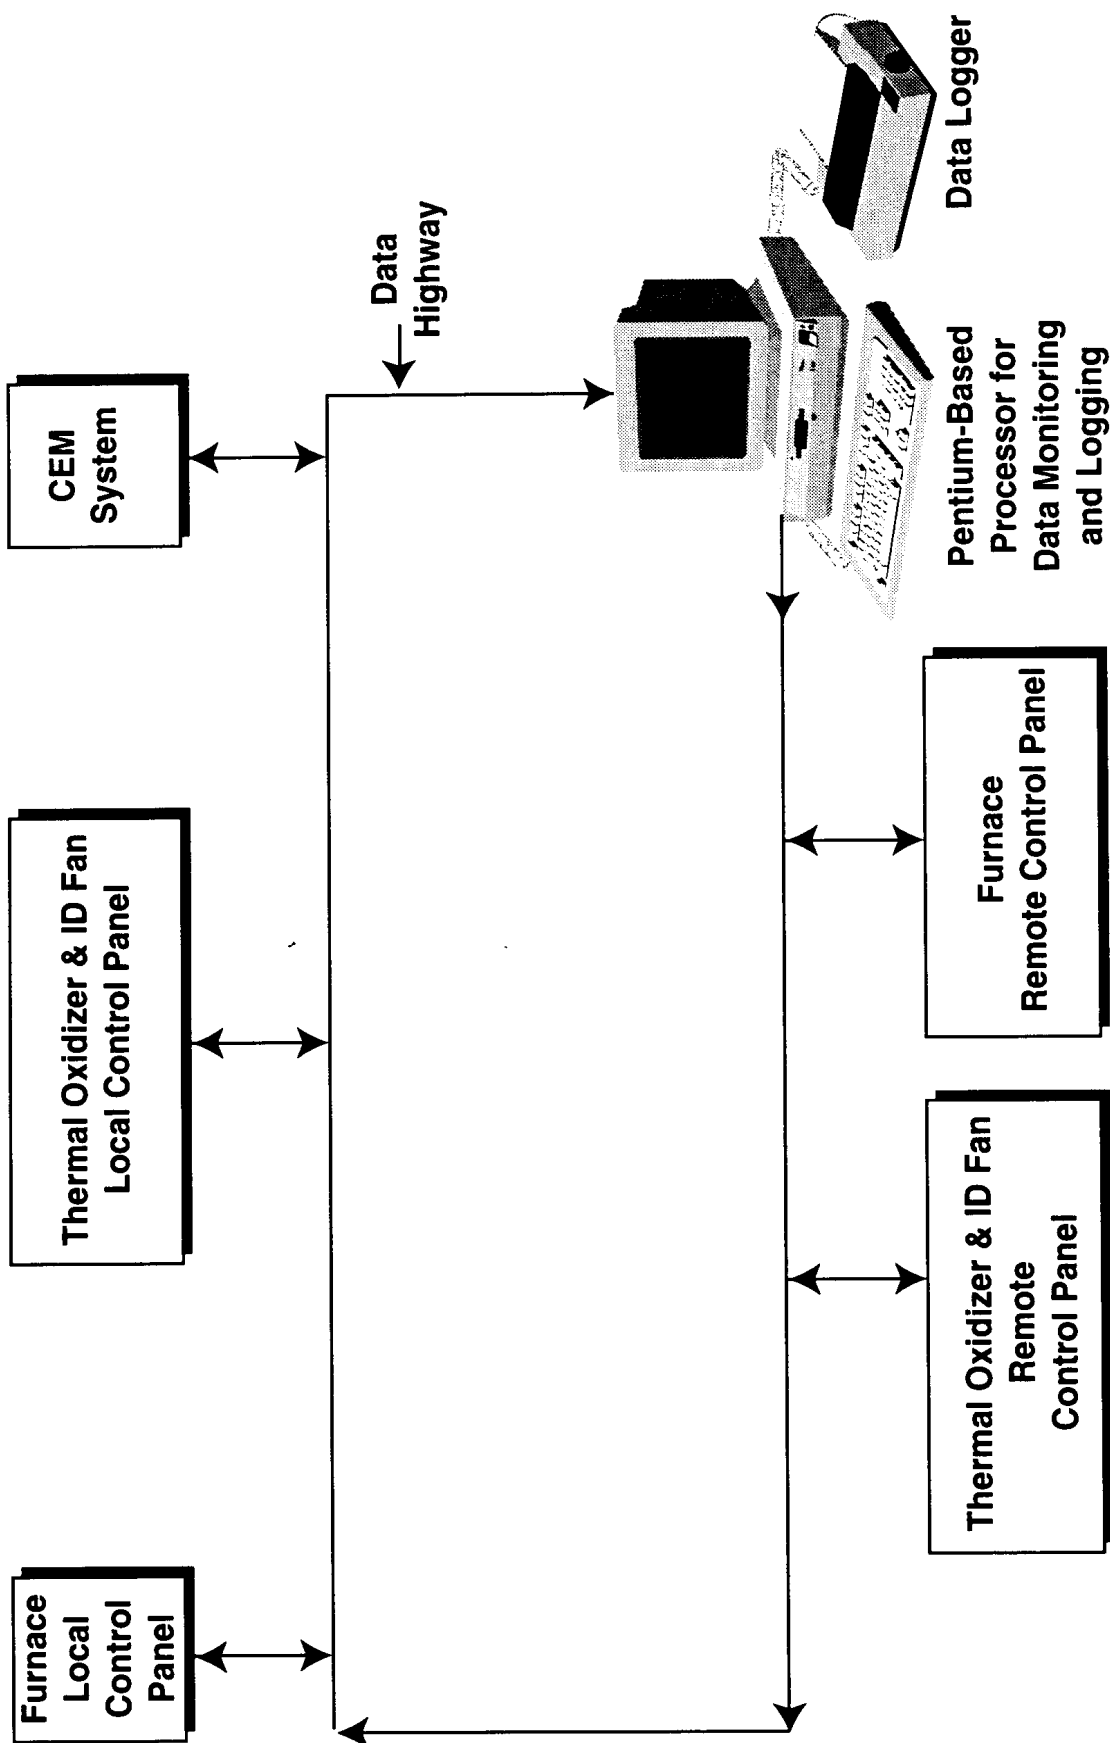 Furnace
Local
Control
Panel
Thermal Oxidizer & ID Fan
Local Control Panel
CEM
System
Data
Highway
Thermal Oxidizer & ID Fan
Remote
Control Panel
Furnace
Remote Control Panel
Pentium-Based
Processor for
Data Monitoring
and Logging
Data Logger